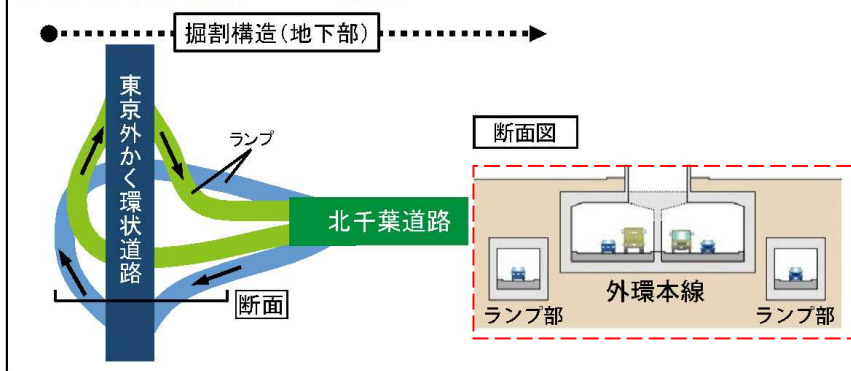 掘割構造(地下部)
東京外かく環状道路
ランプ
断面図
北千葉道路
断面
外環本線
ランプ部
ランプ部